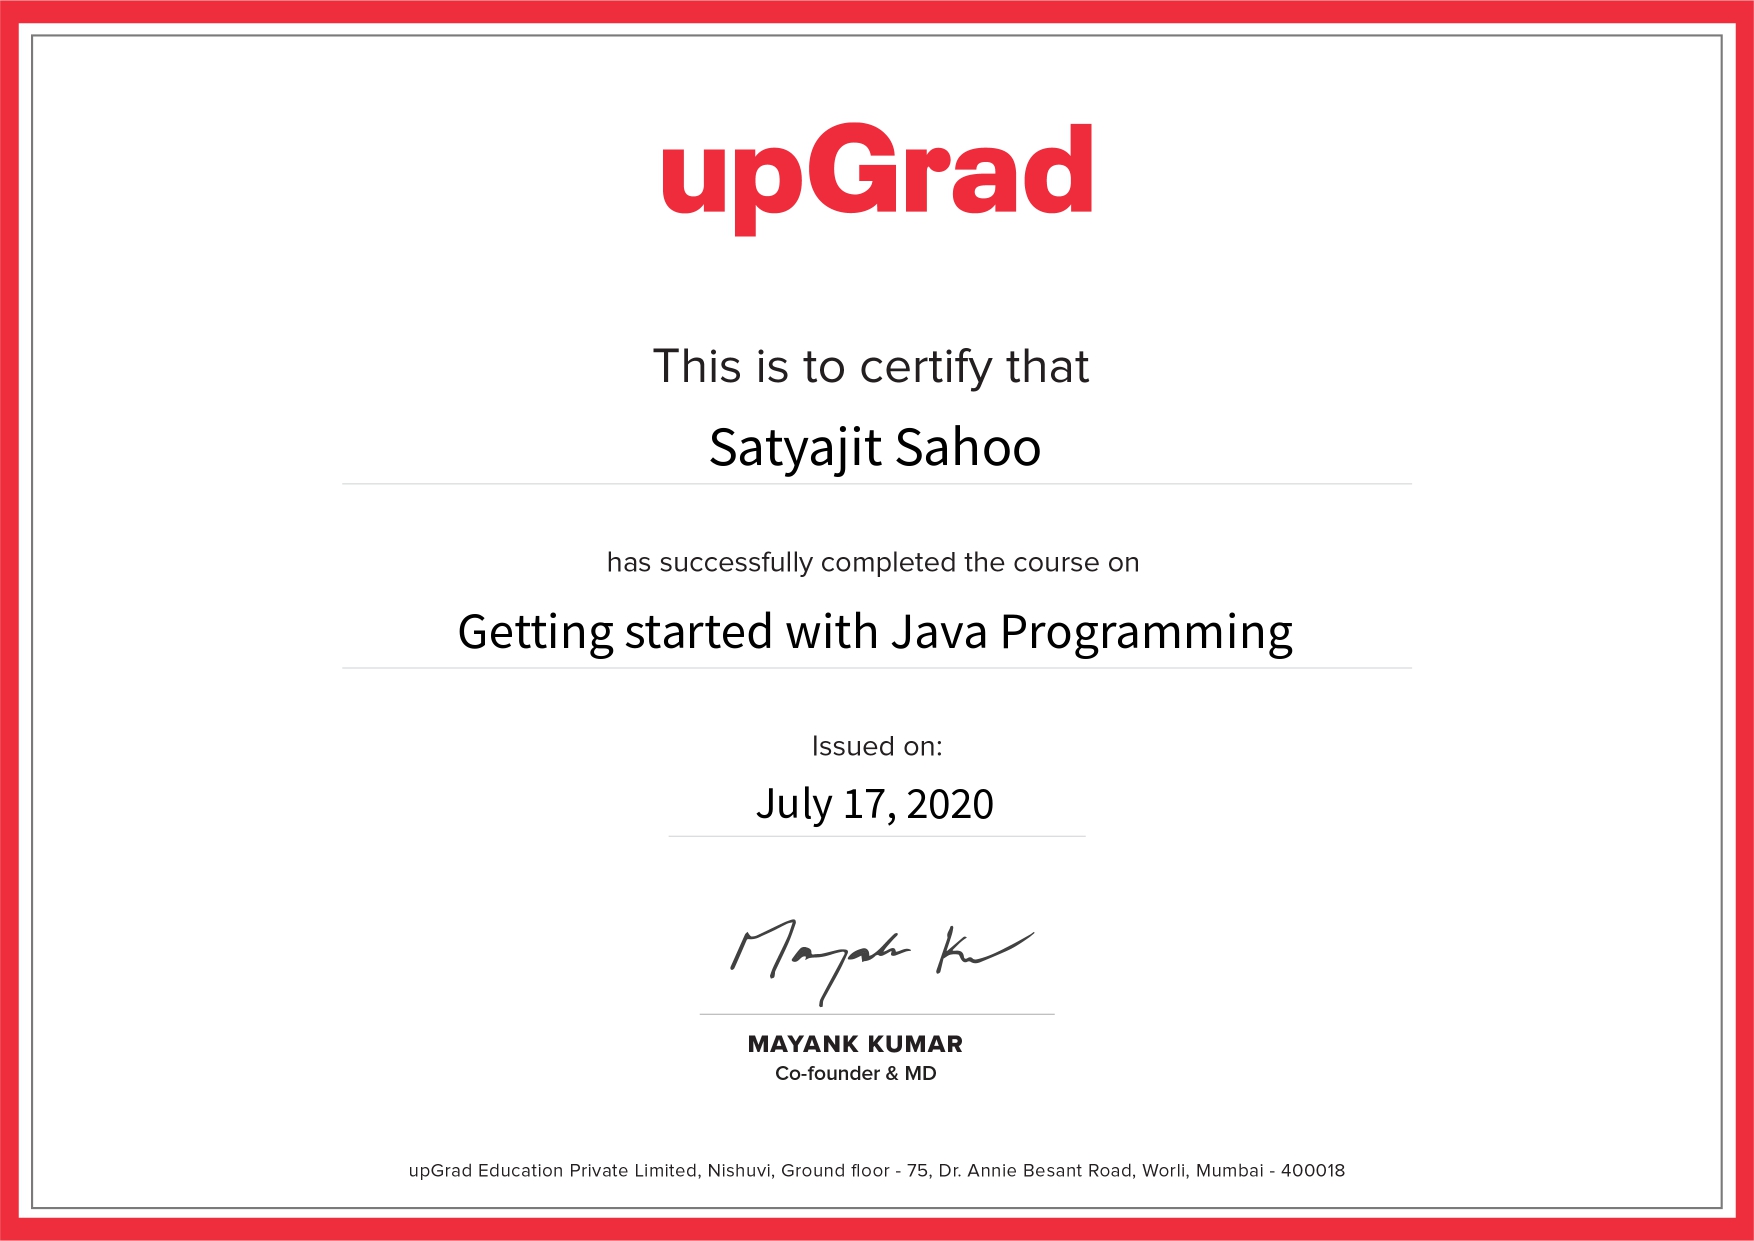 upGrad
This is to certify that
Satyajit Sahoo
has successfully completed the course on
Getting started with Java Programming
Issued on:
July 17, 2020
Mayank Ku
MAYANK KUMAR
Co-founder & MD
upGrad Education Private Limited, Nishuvi, Ground floor - 75, Dr. Annie Besant Road, Worli, Mumbai - 400018